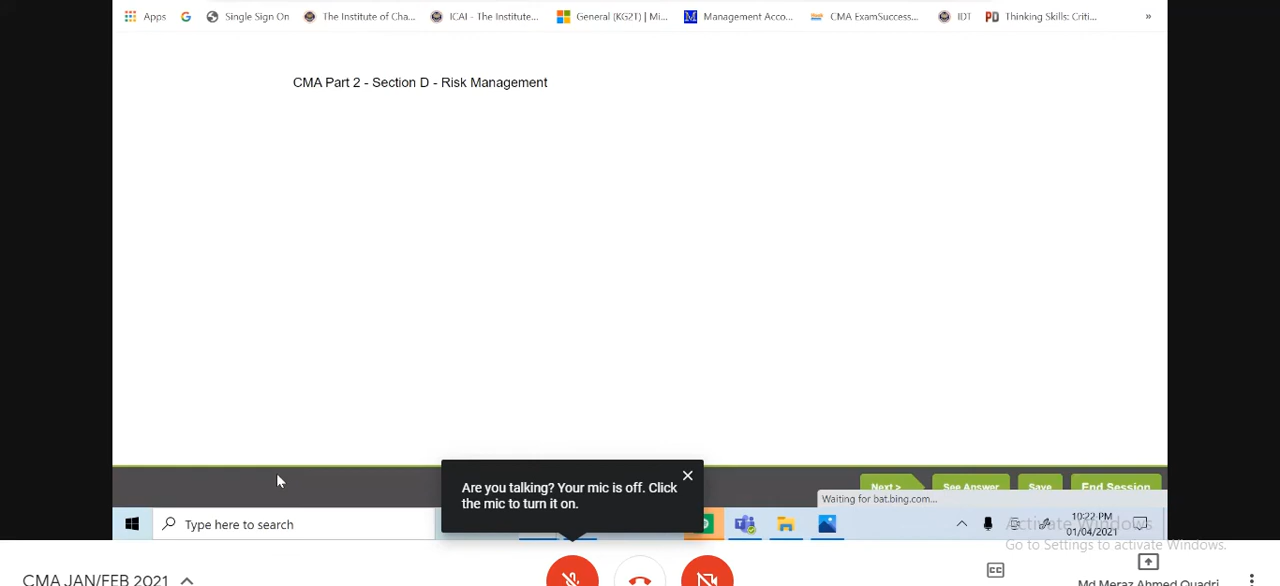 Apps
Single Sign On
The Institute of Cha...
ICAI - The Institute...
General (KG21) | Mi...
Management Acco...
CMA ExamSuccess...
IDT
PD Thinking Skills: Criti...
»
CMA Part 2 - Section D - Risk Management
Are you talking? Your mic is off. Click
the mic to turn it on.
Next >
See Answer
Save
End Session
Waiting for bat.bing.com...
Type here to search
10:22 PM
01/04/2021
Activate Windows
Go to Settings to activate Windows.
CMA JAN/FEB 2021
Md Meraz Ahmed Quadri